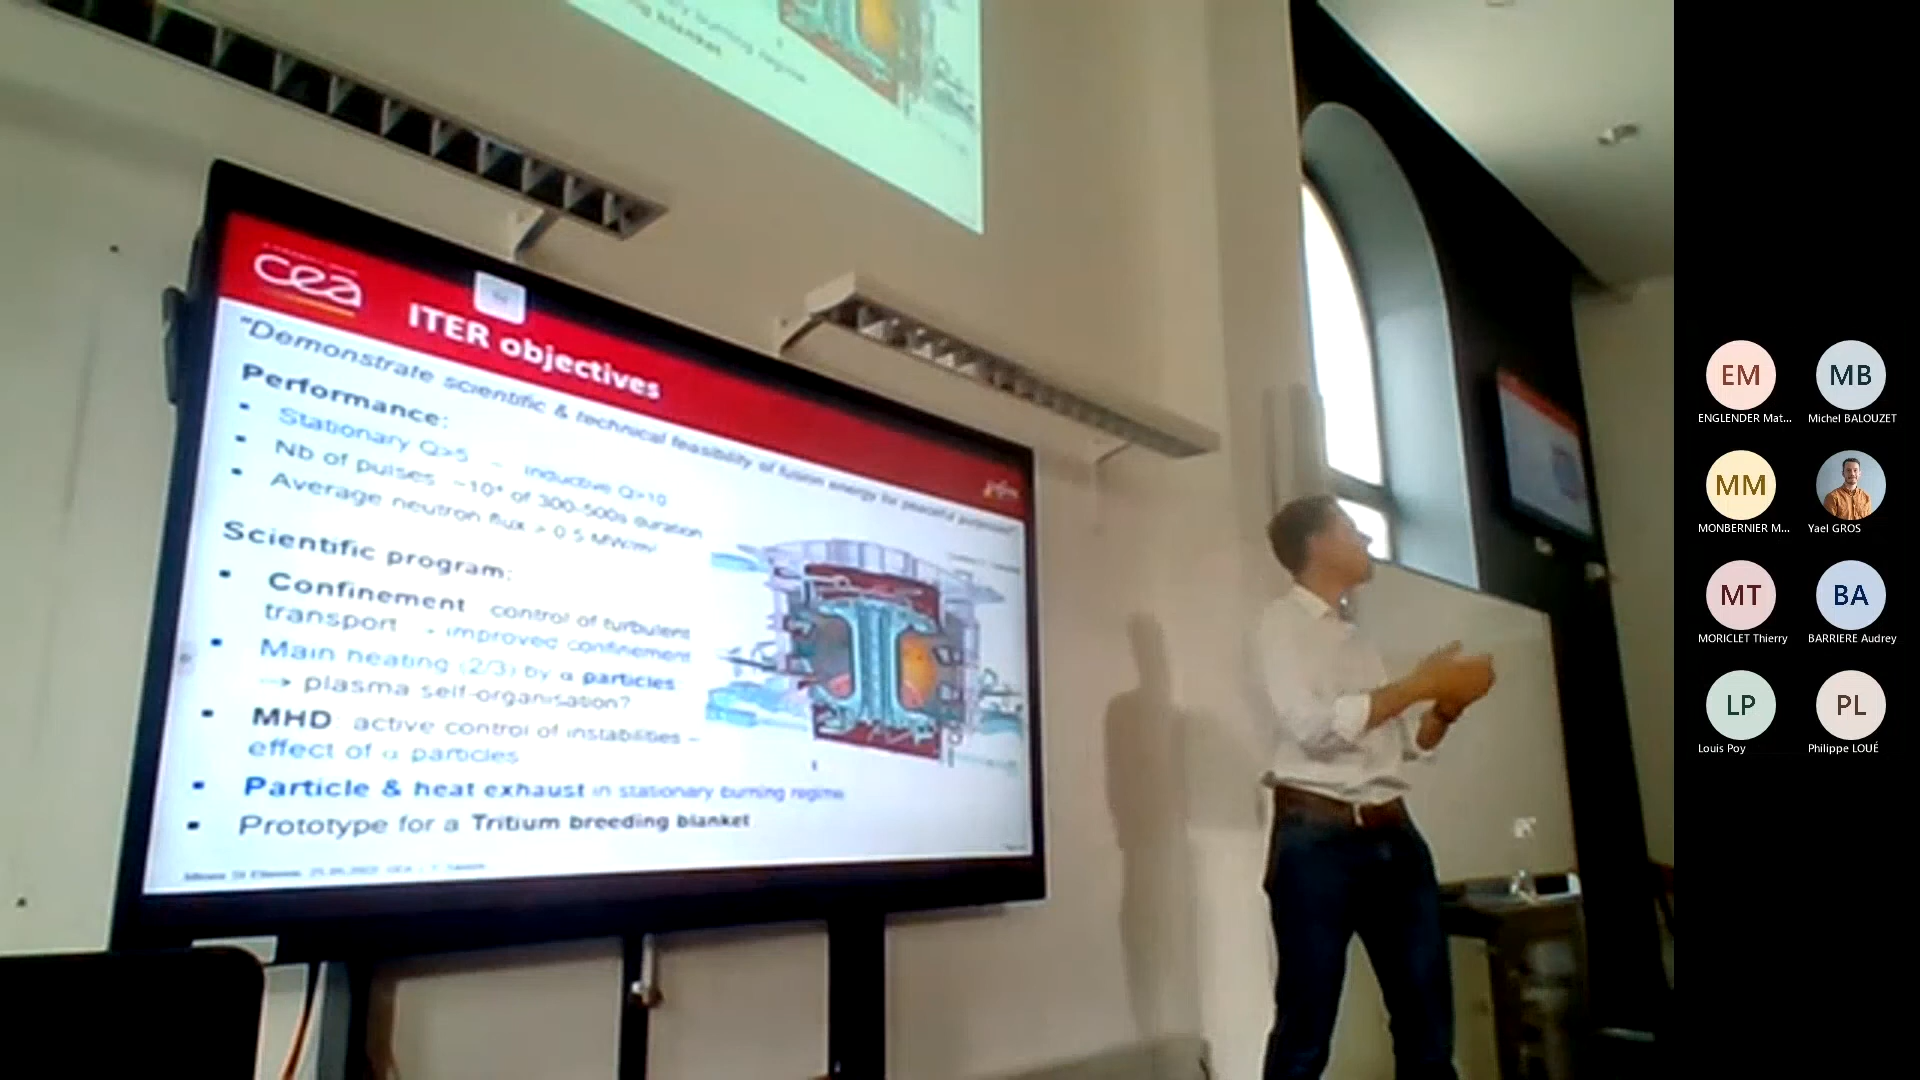 ng blanket
burning regime
cea
ITER objectives
"Demonstrate scientific & technical feasibility of fusion energy for peaceful purposes"
Performance:
Stationary Q>5 - Inductive Q>10
Nb of pulses ~10⁴ of 300-500s duration
Average neutron flux > 0.5 MW/m²
Scientific program:
Confinement control of turbulent
transport - improved confinement
Main heating (2/3) by α particles
→ plasma self-organisation?
MHD: active control of instabilities –
effect of α particles
Particle & heat exhaust in stationary burning regime
Prototype for a Tritium breeding blanket
EM
MB
ENGLENDER Mat...
Michel BALOUZET
MM
MONBERNIER M...
Yael GROS
MT
BA
MORICLET Thierry
BARRIERE Audrey
LP
PL
Louis Poy
Philippe LOUÉ